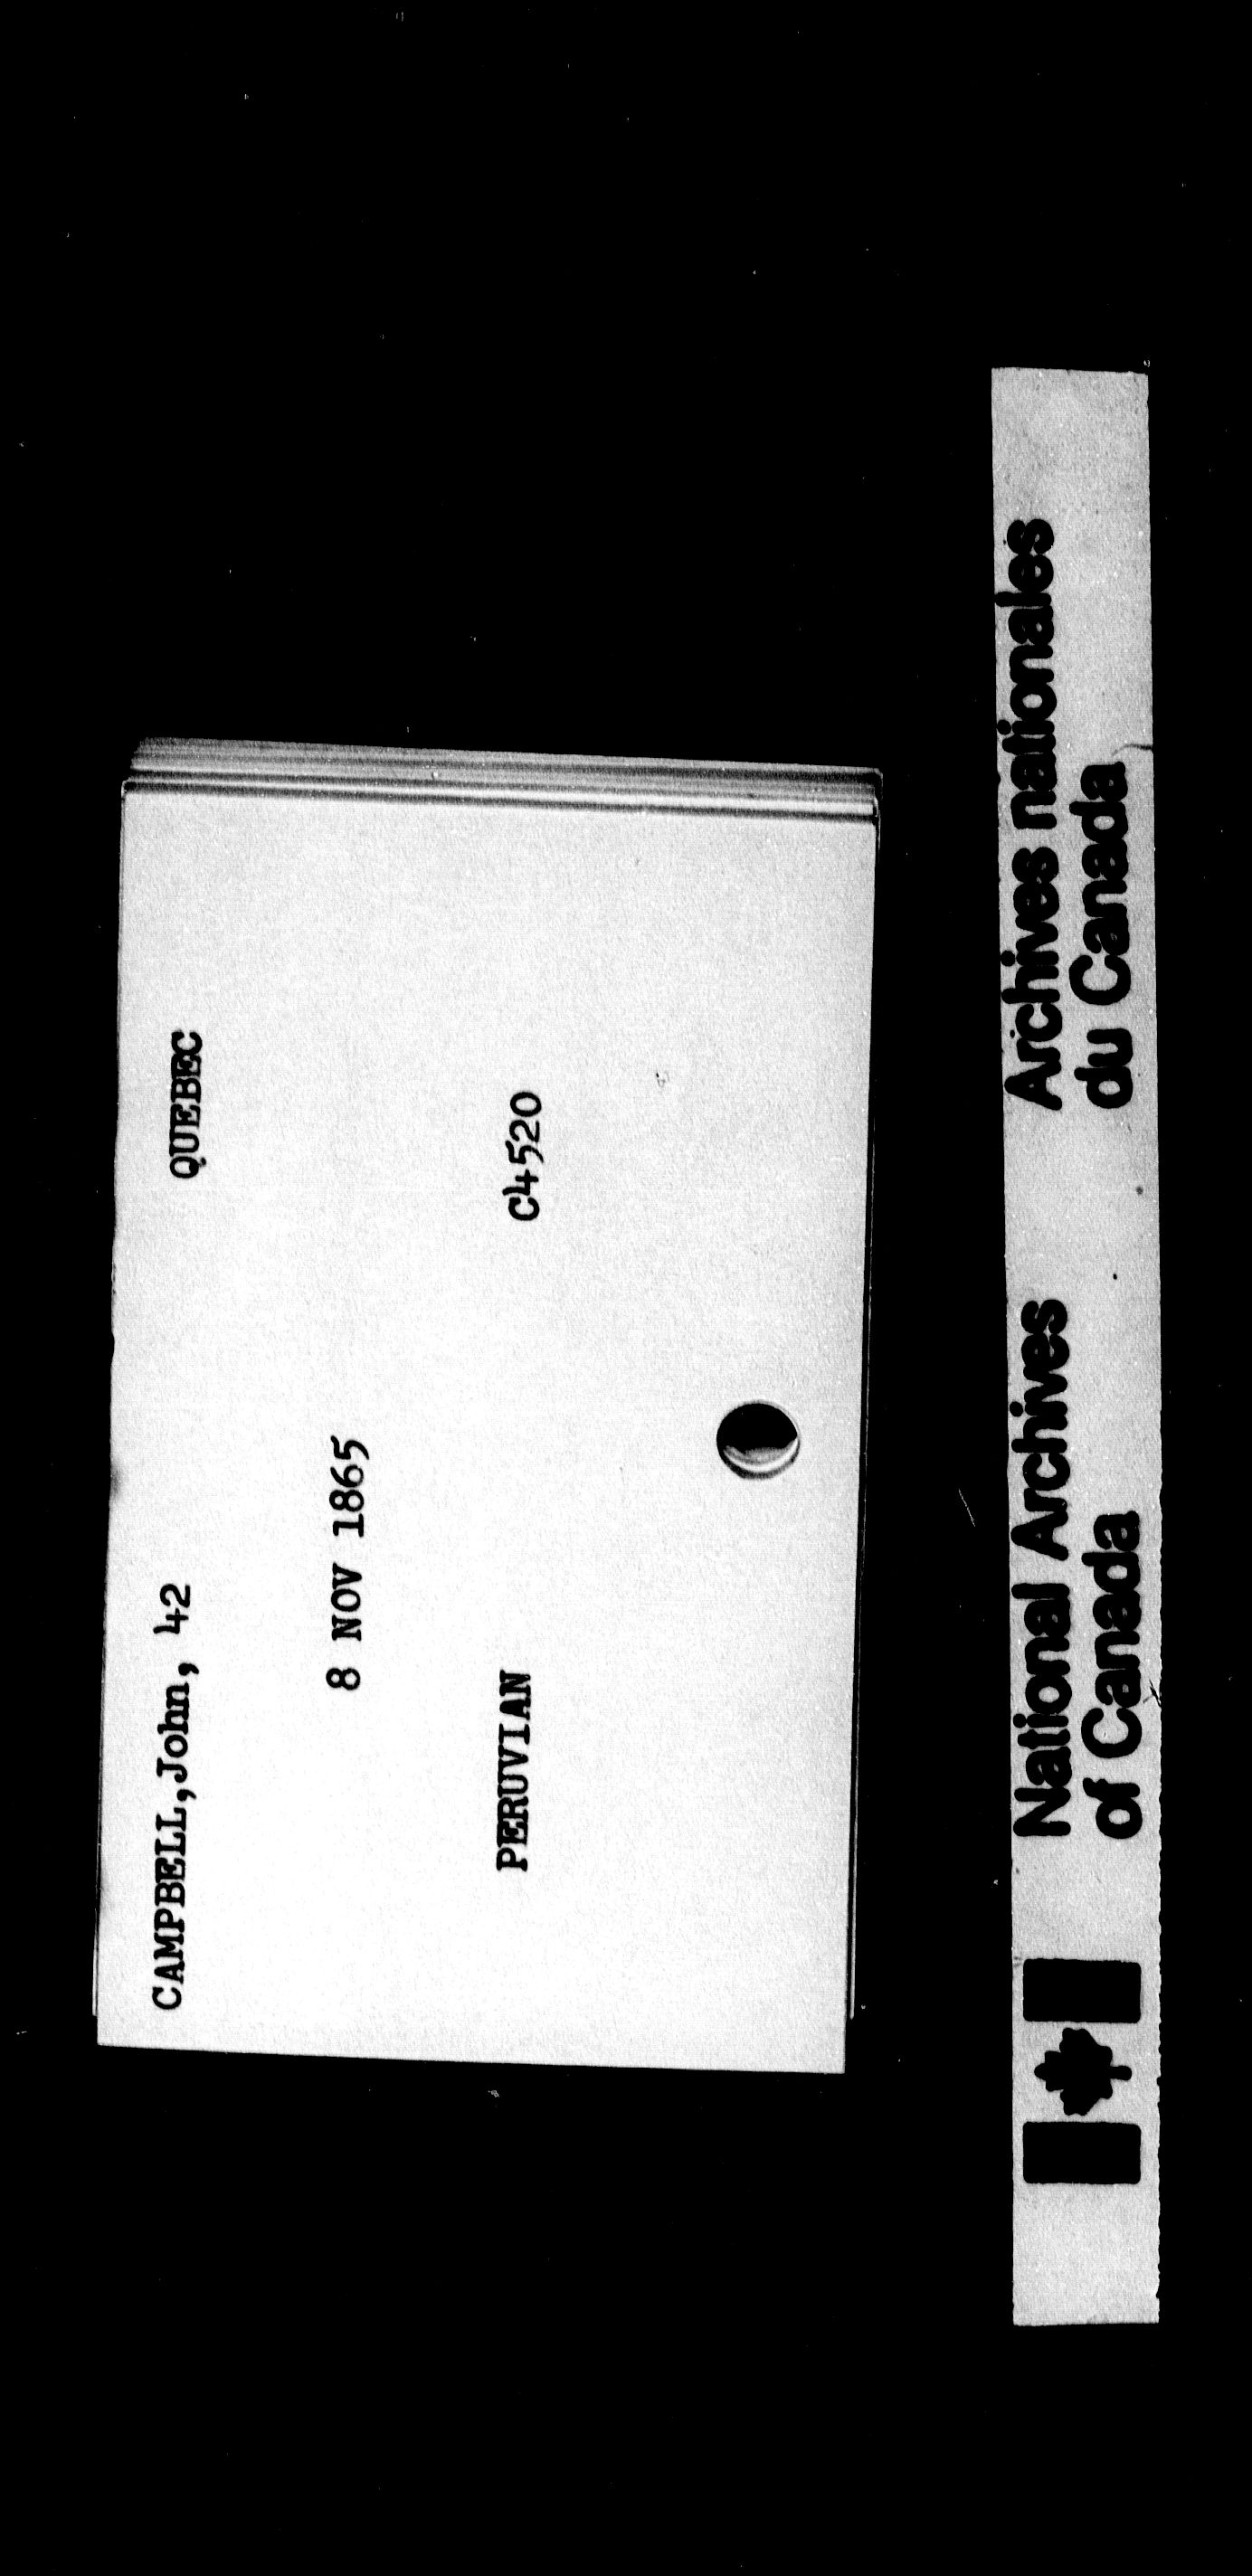 CAMPBELL,John, 42 QUEBEC
8 NOV 1865
PERUVIAN C4520
National Archives
of Canada
Archives nationales
du Canada